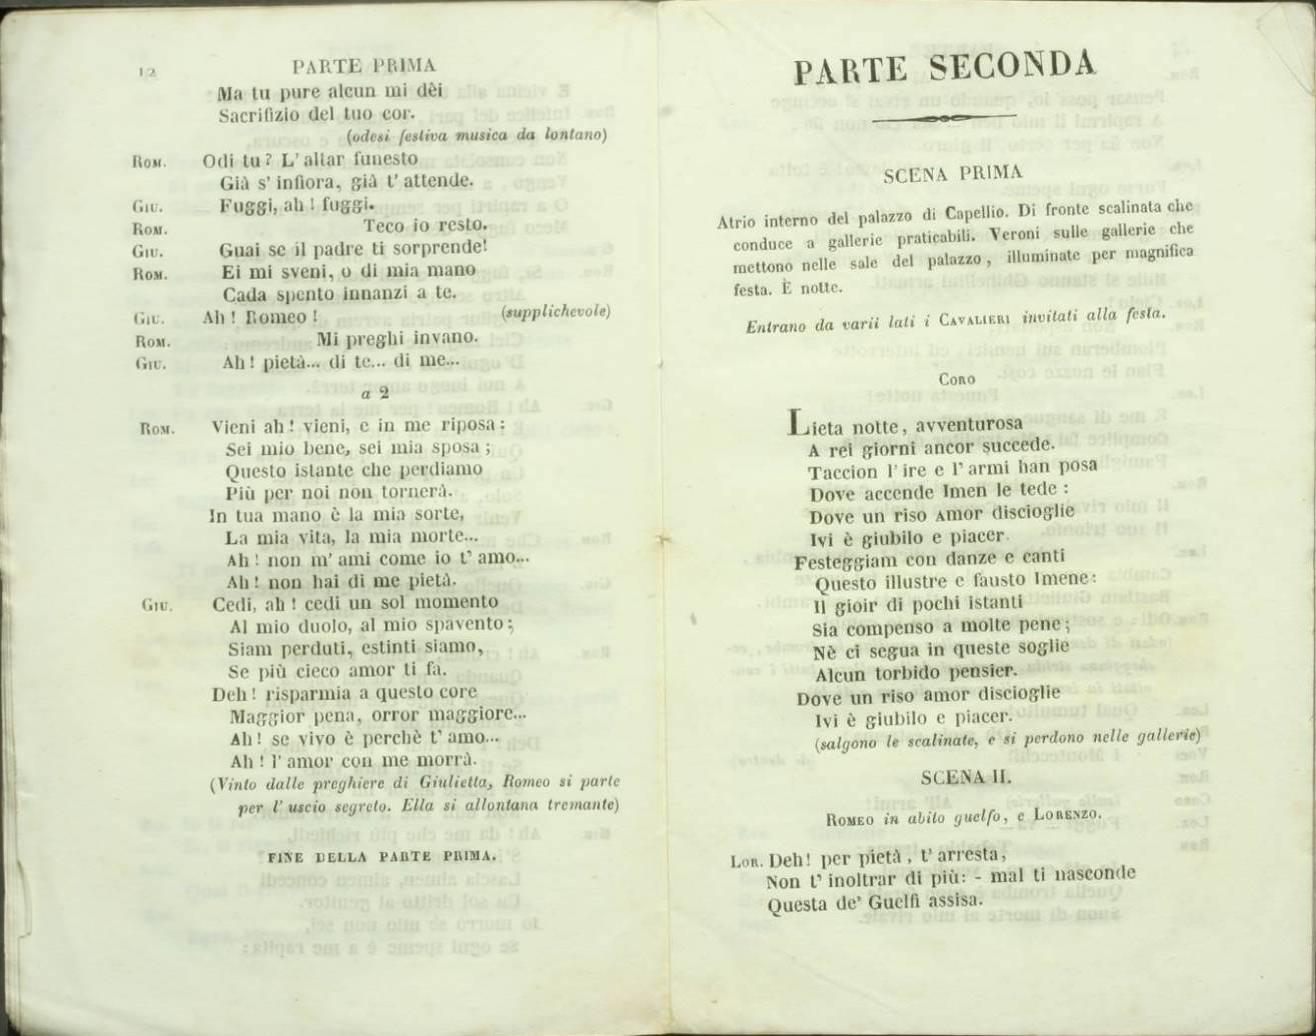 12
PARTE PRIMA
Ma tu pure alcun mi dèi
Sacrifizio del tuo cor.
(odesi festiva musica da lontano)
ROM. Odi tu? L'altar funesto
Già s'infiora, già t'attende.
GIU. Fuggi, ah! fuggi.
ROM. Teco io resto.
GIU. Guai se il padre ti sorprende!
ROM. Ei mi sveni, o di mia mano
Cada spento innanzi a te.
GIU. Ah! Romeo! (supplichevole)
ROM. Mi preghi invano.
GIU. Ah! pietà... di te... di me...
a 2
ROM. Vieni ah! vieni, e in me riposa:
Sei mio bene, sei mia sposa;
Questo istante che perdiamo
Più per noi non tornerà.
In tua mano è la mia sorte,
La mia vita, la mia morte...
Ah! non m'ami come io t'amo...
Ah! non hai di me pietà.
GIU. Cedi, ah! cedi un sol momento
Al mio duolo, al mio spavento;
Siam perduti, estinti siamo,
Se più cieco amor ti fa.
Deh! risparmia a questo core
Maggior pena, orror maggiore...
Ah! se vivo è perchè t'amo...
Ah! l'amor con me morrà.
(Vinto dalle preghiere di Giulietta, Romeo si parte
per l'uscio segreto. Ella si allontana tremante)
FINE DELLA PARTE PRIMA.
PARTE SECONDA
SCENA PRIMA
Atrio interno del palazzo di Capellio. Di fronte scalinata che
conduce a gallerie praticabili. Veroni sulle gallerie che
mettono nelle sale del palazzo, illuminate per magnifica
festa. È notte.
Entrano da varii lati i CAVALIERI invitati alla festa.
CORO
Lieta notte, avventurosa
A rei giorni ancor succede.
Taccion l'ire e l'armi han posa
Dove accende Imen le tede:
Dove un riso Amor discioglie
Ivi è giubilo e piacer.
Festeggiam con danze e canti
Questo illustre e fausto Imene:
Il gioir di pochi istanti
Sia compenso a molte pene;
Nè ci segua in queste soglie
Alcun torbido pensier.
Dove un riso amor discioglie
Ivi è giubilo e piacer.
(salgono le scalinate, e si perdono nelle gallerie)
SCENA II.
ROMEO in abito guelfo, e LORENZO.
LOR. Deh! per pietà, t'arresta,
Non t'inoltrar di più: - mal ti nasconde
Questa de' Guelfi assisa.